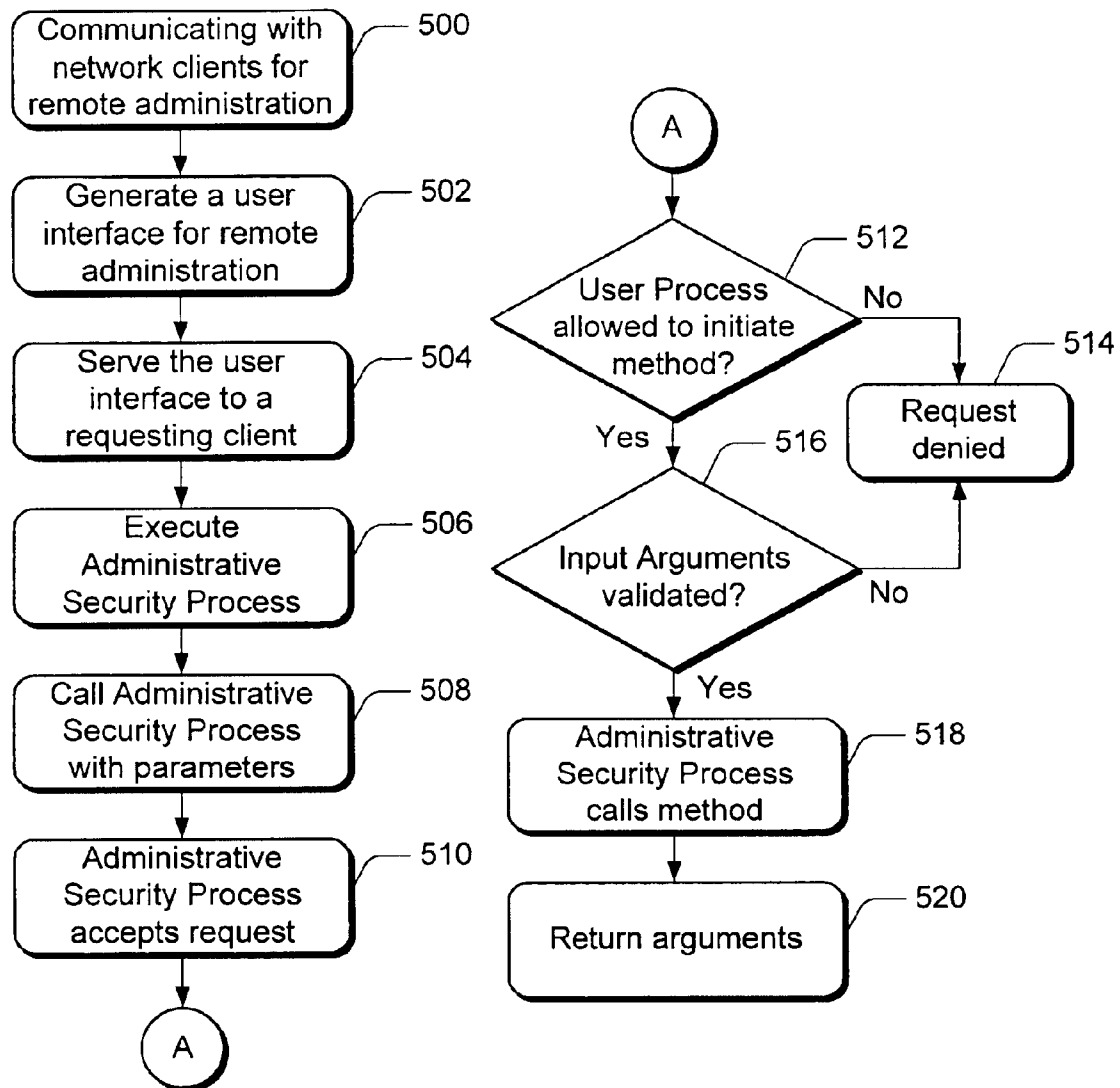 Communicating with
network clients for
remote administration
500
Generate a user
interface for remote
administration
502
Serve the user
interface to a
requesting client
504
Execute
Administrative
Security Process
506
Call Administrative
Security Process
with parameters
508
Administrative
Security Process
accepts request
510
A
A
User Process
allowed to initiate
method?
512
No
Request
denied
514
Yes
Input Arguments
validated?
516
No
Yes
Administrative
Security Process
calls method
518
Return arguments
520